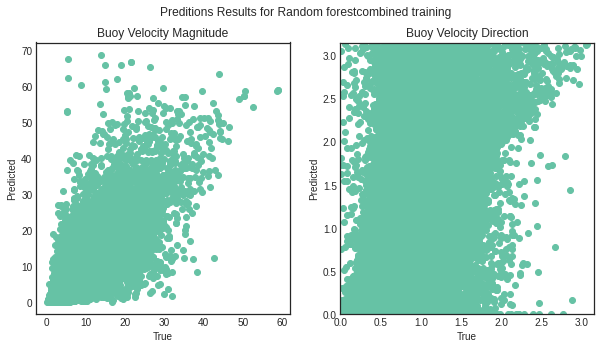 Preditions Results for Random forestcombined training
Buoy Velocity Magnitude
Buoy Velocity Direction
70
60
50
40
30
20
10
0
Predicted
0 10 20 30 40 50 60
True
3.0
2.5
2.0
1.5
1.0
0.5
0.0
Predicted
0.0 0.5 1.0 1.5 2.0 2.5 3.0
True